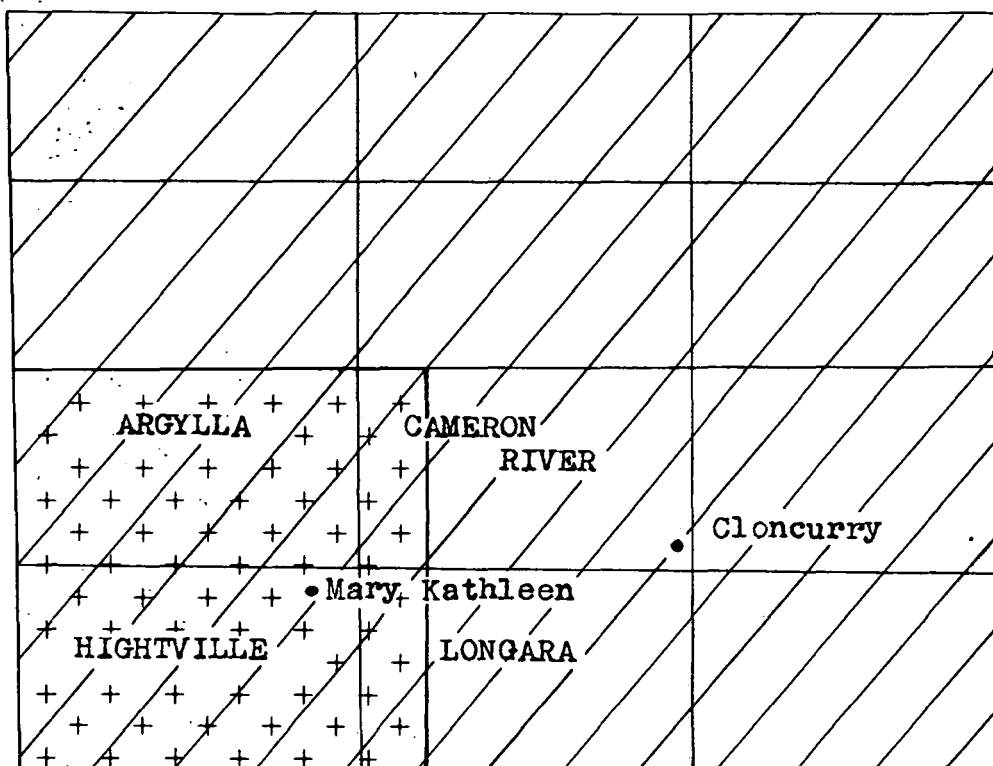 ARGYLLA
CAMERON
RIVER
Cloncurry
Mary Kathleen
HIGHTVILLE
LONGARA